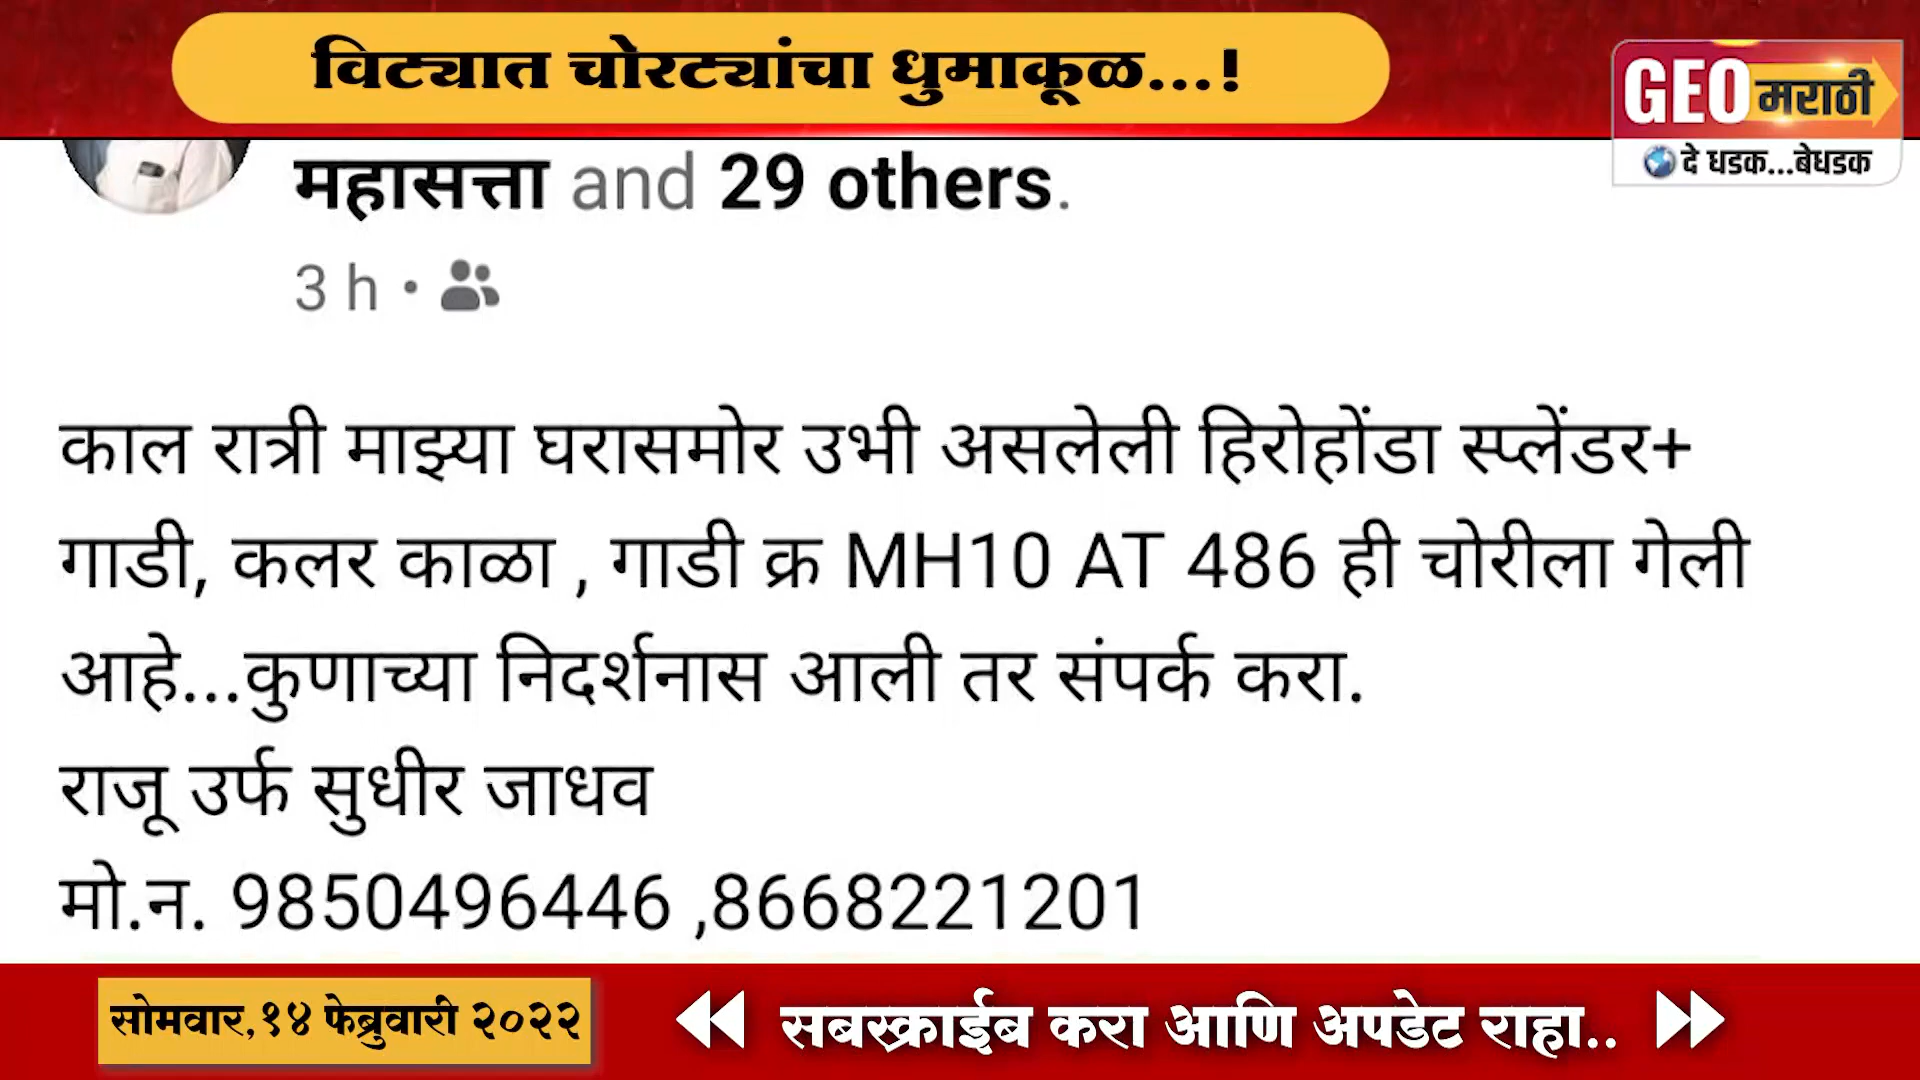 विट्यात चोरट्यांचा धुमाकूळ...!
GEO मराठी
दे धडक...बेधडक
महासत्ता and 29 others.
3 h •
काल रात्री माझ्या घरासमोर उभी असलेली हिरोहोंडा स्प्लेंडर+
गाडी, कलर काळा , गाडी क्र MH10 AT 486 ही चोरीला गेली
आहे...कुणाच्या निदर्शनास आली तर संपर्क करा.
राजू उर्फ सुधीर जाधव
मो.न. 9850496446 ,8668221201
सोमवार,१४ फेब्रुवारी २०२२
सबस्क्राईब करा आणि अपडेट राहा..